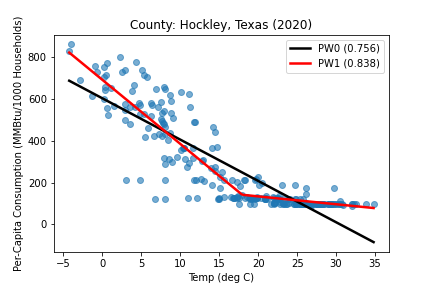 County: Hockley, Texas (2020)
PW0 (0.756)
PW1 (0.838)
Per-Capita Consumption (MMBtu/1000 Households)
800
600
400
200
0
−5 0 5 10 15 20 25 30 35
Temp (deg C)